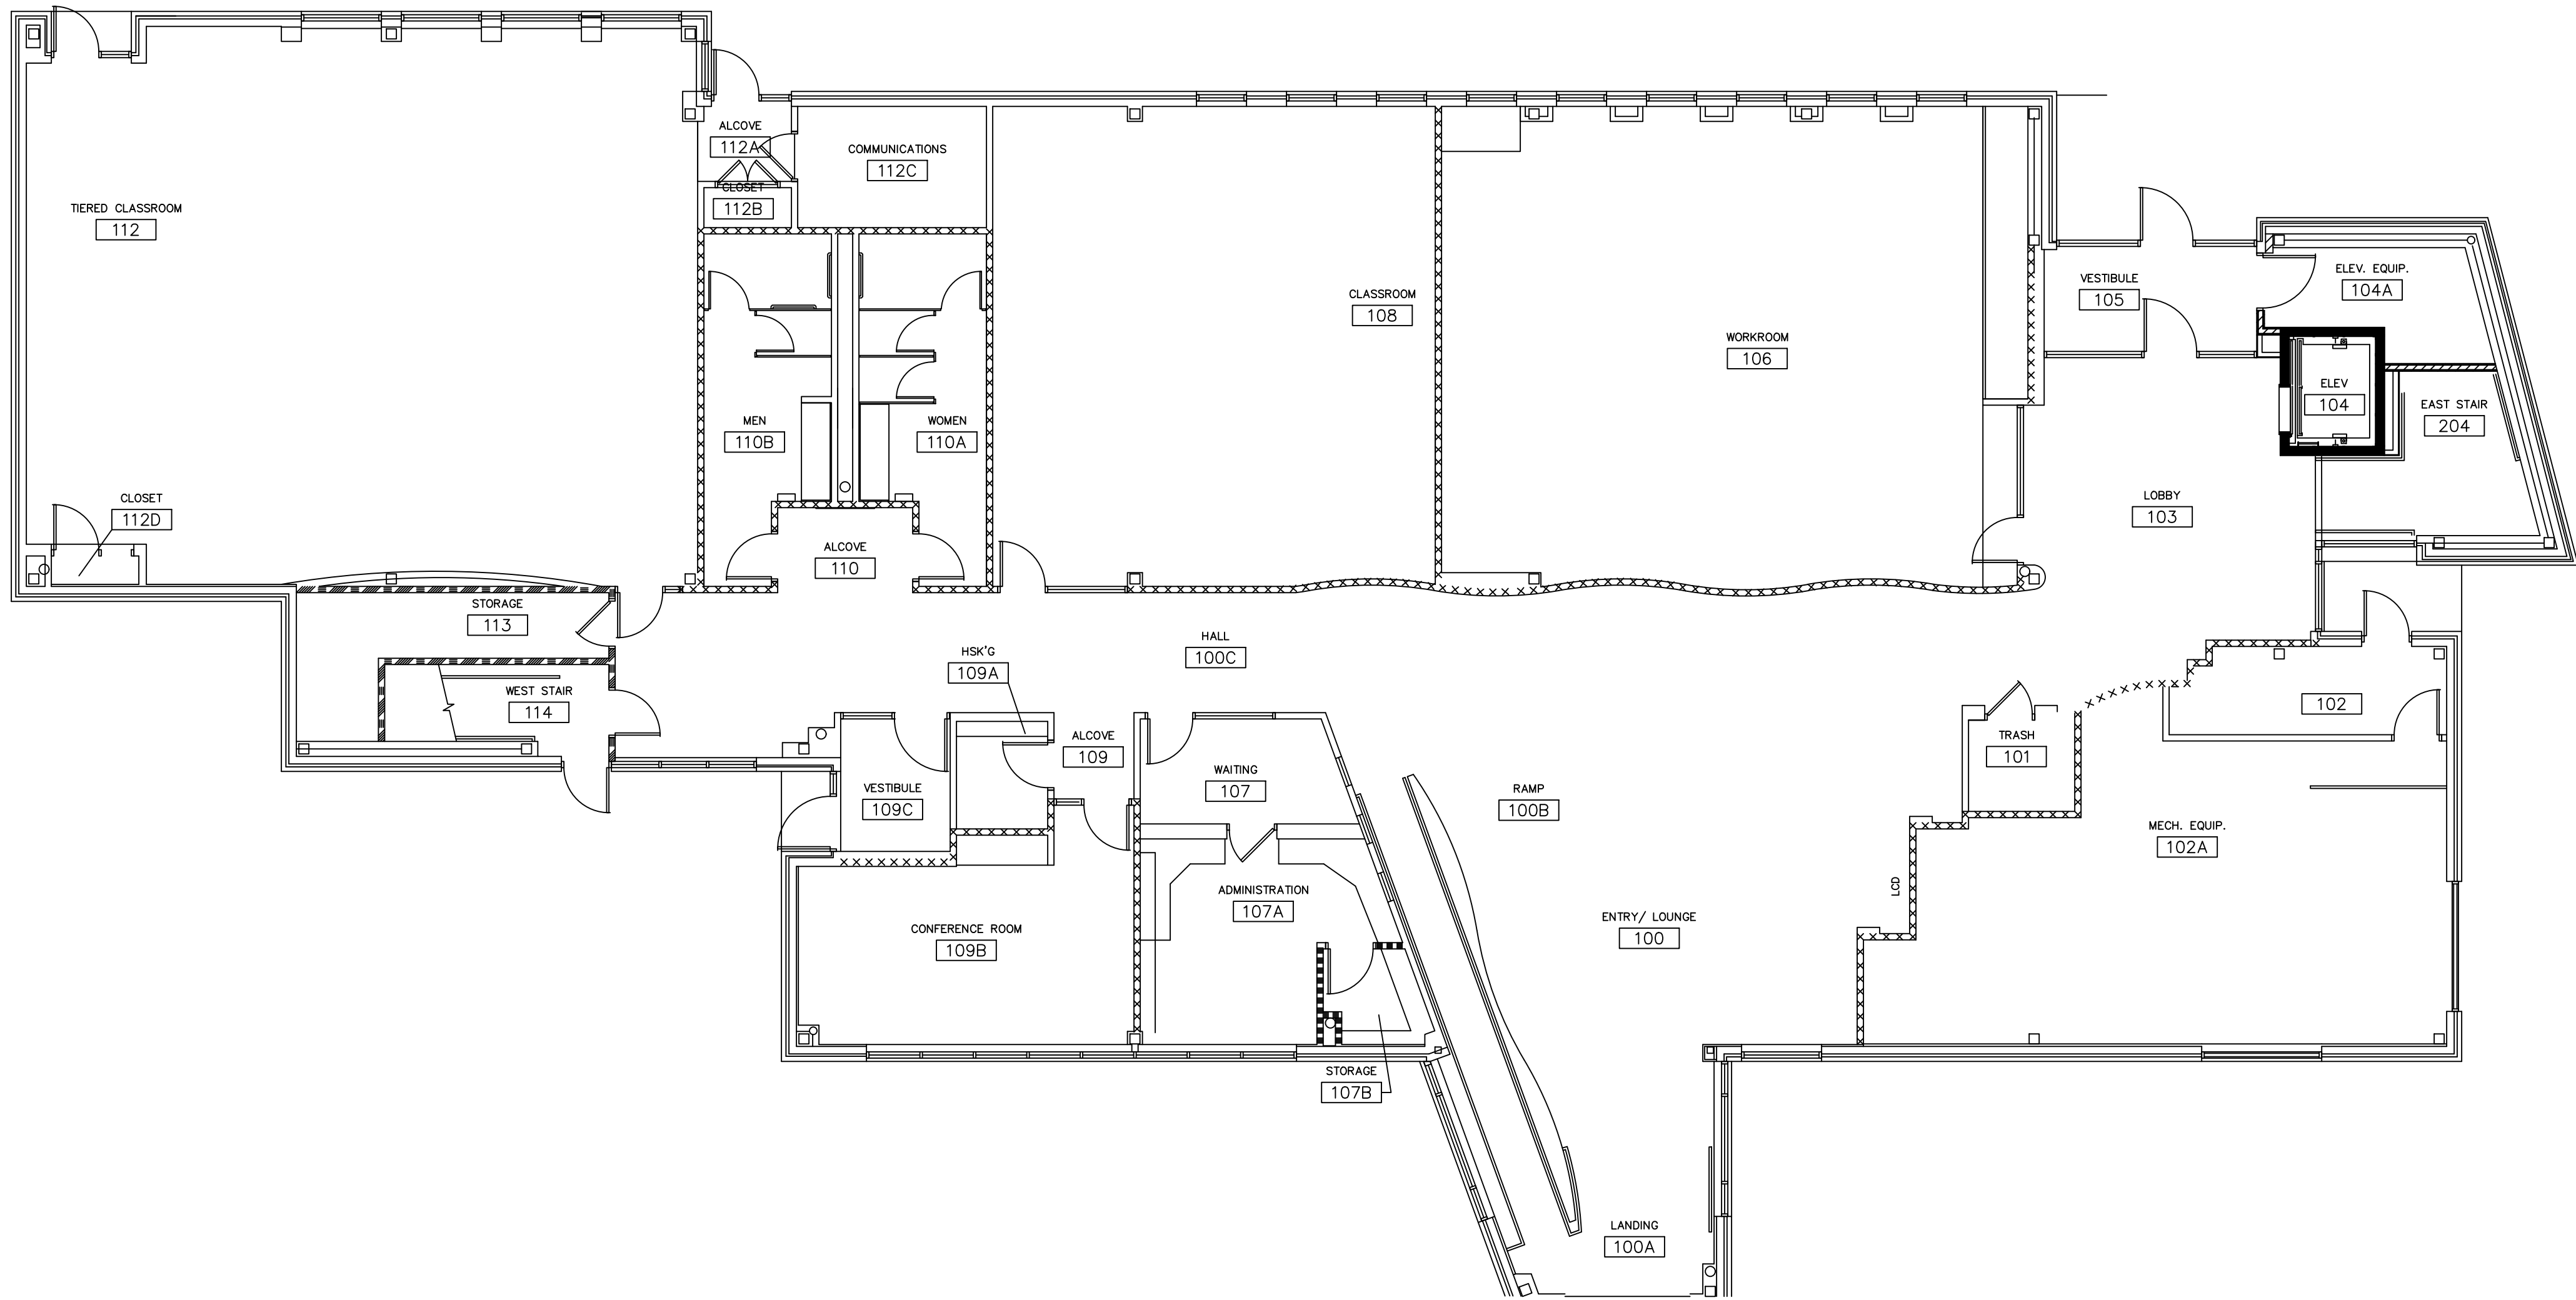 ALCOVE
112A
COMMUNICATIONS
112C
CLOSET
112B
TIERED CLASSROOM
112
ELEV. EQUIP.
104A
VESTIBULE
105
CLASSROOM
108
WORKROOM
106
ELEV
104
EAST STAIR
204
MEN
110B
WOMEN
110A
CLOSET
112D
LOBBY
103
ALCOVE
110
STORAGE
113
HALL
100C
HSK'G
109A
WEST STAIR
114
102
ALCOVE
109
TRASH
101
WAITING
107
VESTIBULE
109C
RAMP
100B
MECH. EQUIP.
102A
LCD
ADMINISTRATION
107A
ENTRY/ LOUNGE
100
CONFERENCE ROOM
109B
STORAGE
107B
LANDING
100A